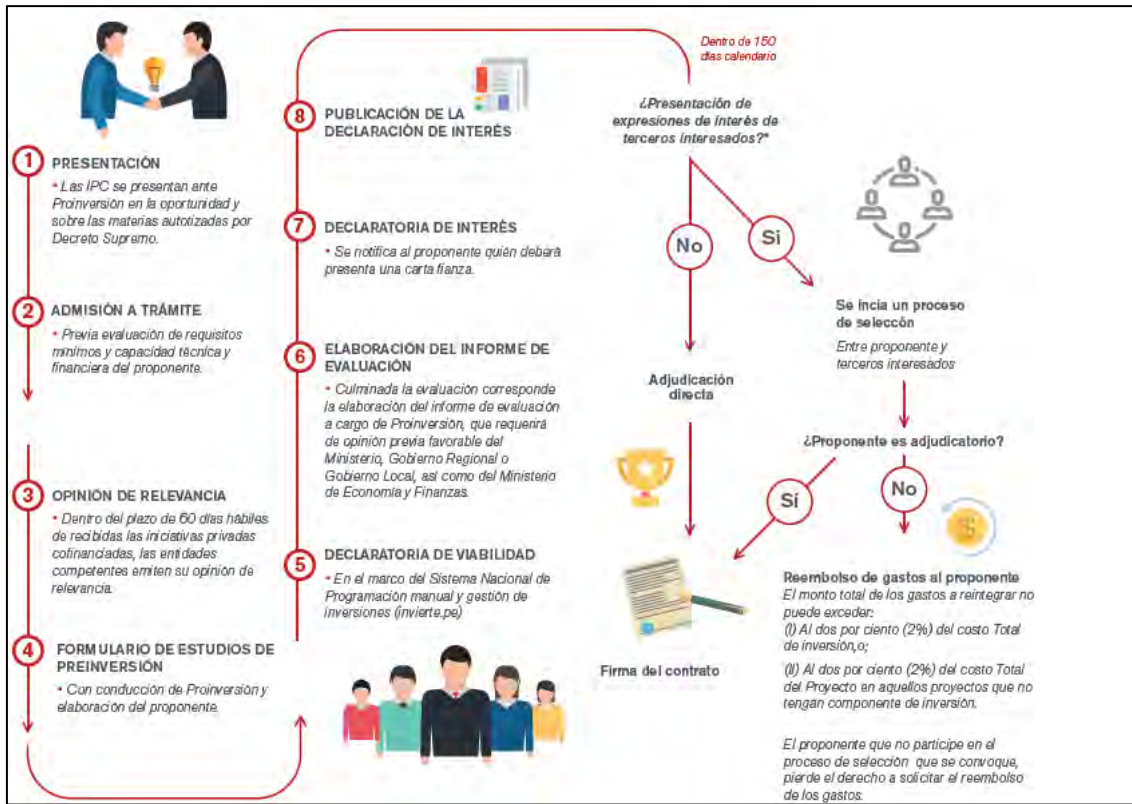 1
PRESENTACIÓN
• Las IPC se presentan ante
Proinversión en la oportunidad y
sobre las materias autotizadas por
Decreto Supremo.
2
ADMISIÓN A TRÁMITE
• Previa evaluación de requisitos
mínimos y capacidad técnica y
financiera del proponente.
3
OPINIÓN DE RELEVANCIA
• Dentro del plazo de 60 días hábiles
de recibidas las iniciativas privadas
cofinanciadas, las entidades
competentes emiten su opinión de
relevancia.
4
FORMULARIO DE ESTUDIOS DE
PREINVERSIÓN
• Con conducción de Proinversión y
elaboración del proponente.
8
PUBLICACIÓN DE LA
DECLARACIÓN DE INTERÉS
7
DECLARATORIA DE INTERÉS
• Se notifica al proponente quién deberá
presenta una carta fianza.
6
ELABORACIÓN DEL INFORME DE
EVALUACIÓN
• Culminada la evaluación corresponde
la elaboración del informe de evaluación
a cargo de Proinversión, que requerirá
de opinión previa favorable del
Ministerio, Gobierno Regional o
Gobierno Local, así como del Ministerio
de Economía y Finanzas.
5
DECLARATORIA DE VIABILIDAD
• En el marco del Sistema Nacional de
Programación manual y gestión de
inversiones (invierte.pe)
Dentro de 150
días calendario
¿Presentación de
expresiones de interés de
terceros interesados?*
No
Sí
Adjudicación
directa
Se incia un proceso
de seleccón
Entre proponente y
terceros interesados
¿Proponente es adjudicatorio?
Sí
No
Firma del contrato
$
Reembolso de gastos al proponente
El monto total de los gastos a reintegrar no
puede exceder:
(I) Al dos por ciento (2%) del costo Total
de inversión,o;
(II) Al dos por ciento (2%) del costo Total
del Proyecto en aquellos proyectos que no
tengan componente de inversión.
El proponente que no participe en el
proceso de selección que se convoque,
pierde el derecho a solicitar el reembolso
de los gastos.